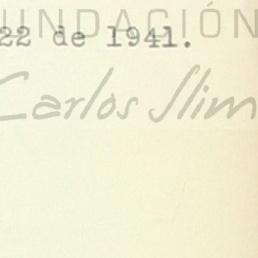 FUNDACIÓN
22 de 1941.
Carlos Slim